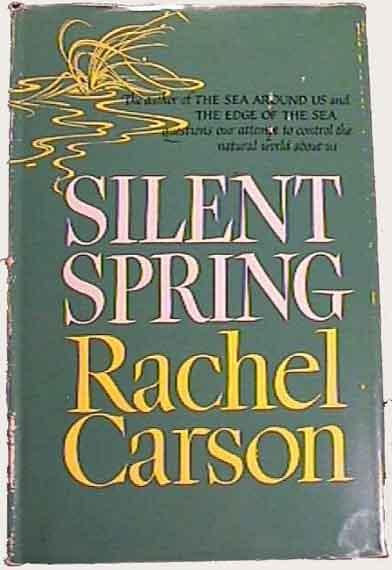 The author of THE SEA AROUND US and
THE EDGE OF THE SEA
questions our attempt to control the
natural world about us
SILENT
SPRING
Rachel
Carson